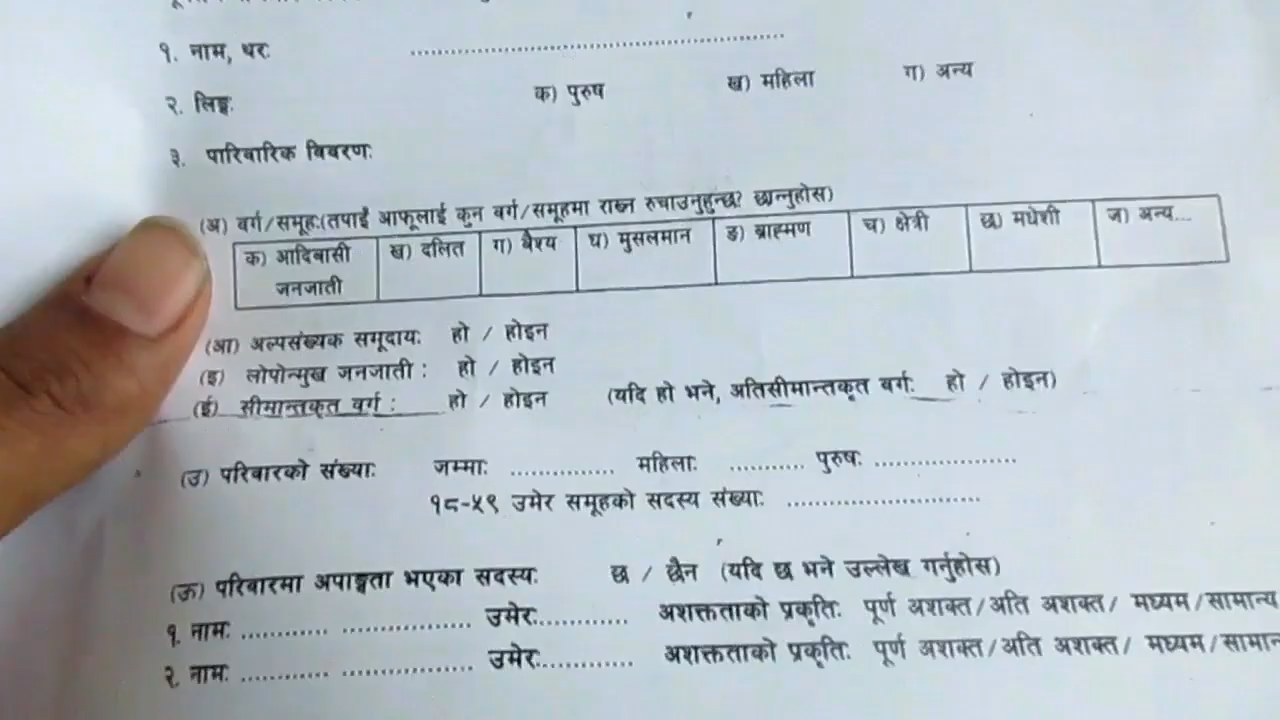 १. नाम, थरः ........................................................
२. लिङ्गः क) पुरुष ख) महिला ग) अन्य
३. पारिवारिक विवरणः
(अ) वर्ग/समूहः(तपाईं आफूलाई कुन वर्ग/समूहमा राख्न रुचाउनुहुन्छ? छान्नुहोस)
क) आदिवासी जनजाती ख) दलित ग) बैश्य घ) मुसलमान ङ) ब्राह्मण च) क्षेत्री छ) मधेशी ज) अन्य....
(आ) अल्पसंख्यक समूदायः हो / होइन
(इ) लोपोन्मुख जनजाती : हो / होइन
(ई) सीमान्तकृत वर्ग : हो / होइन (यदि हो भने, अतिसीमान्तकृत वर्गः हो / होइन)
(उ) परिवारको संख्याः जम्माः ............... महिलाः ........... पुरुषः .....................
१८-५९ उमेर समूहको सदस्य संख्याः .............................
(ऊ) परिवारमा अपाङ्गता भएका सदस्यः छ / छैन (यदि छ भने उल्लेख गर्नुहोस)
१. नामः ............. ................... उमेरः............. अशक्तताको प्रकृतिः पूर्ण अशक्त/अति अशक्त/ मध्यम/सामान्य
२. नामः ............. ................... उमेरः.............. अशक्तताको प्रकृतिः पूर्ण अशक्त/अति अशक्त/ मध्यम/सामान